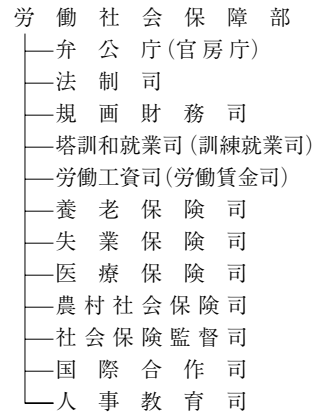 労働社会保障部
弁公庁(官房庁)
法制司
規画財務司
塔訓和就業司(訓練就業司)
労働工資司(労働賃金司)
養老保険司
失業保険司
医療保険司
農村社会保険司
社会保険監督司
国際合作司
人事教育司